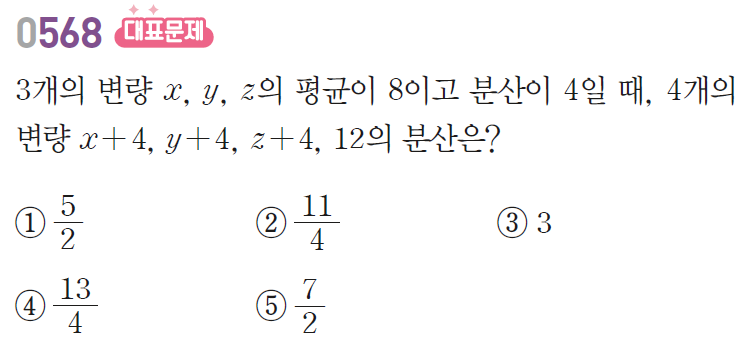 0568 대표문제
3개의 변량 x, y, z의 평균이 8이고 분산이 4일 때, 4개의
변량 x+4, y+4, z+4, 12의 분산은?
① 5/2 ② 11/4 ③ 3
④ 13/4 ⑤ 7/2